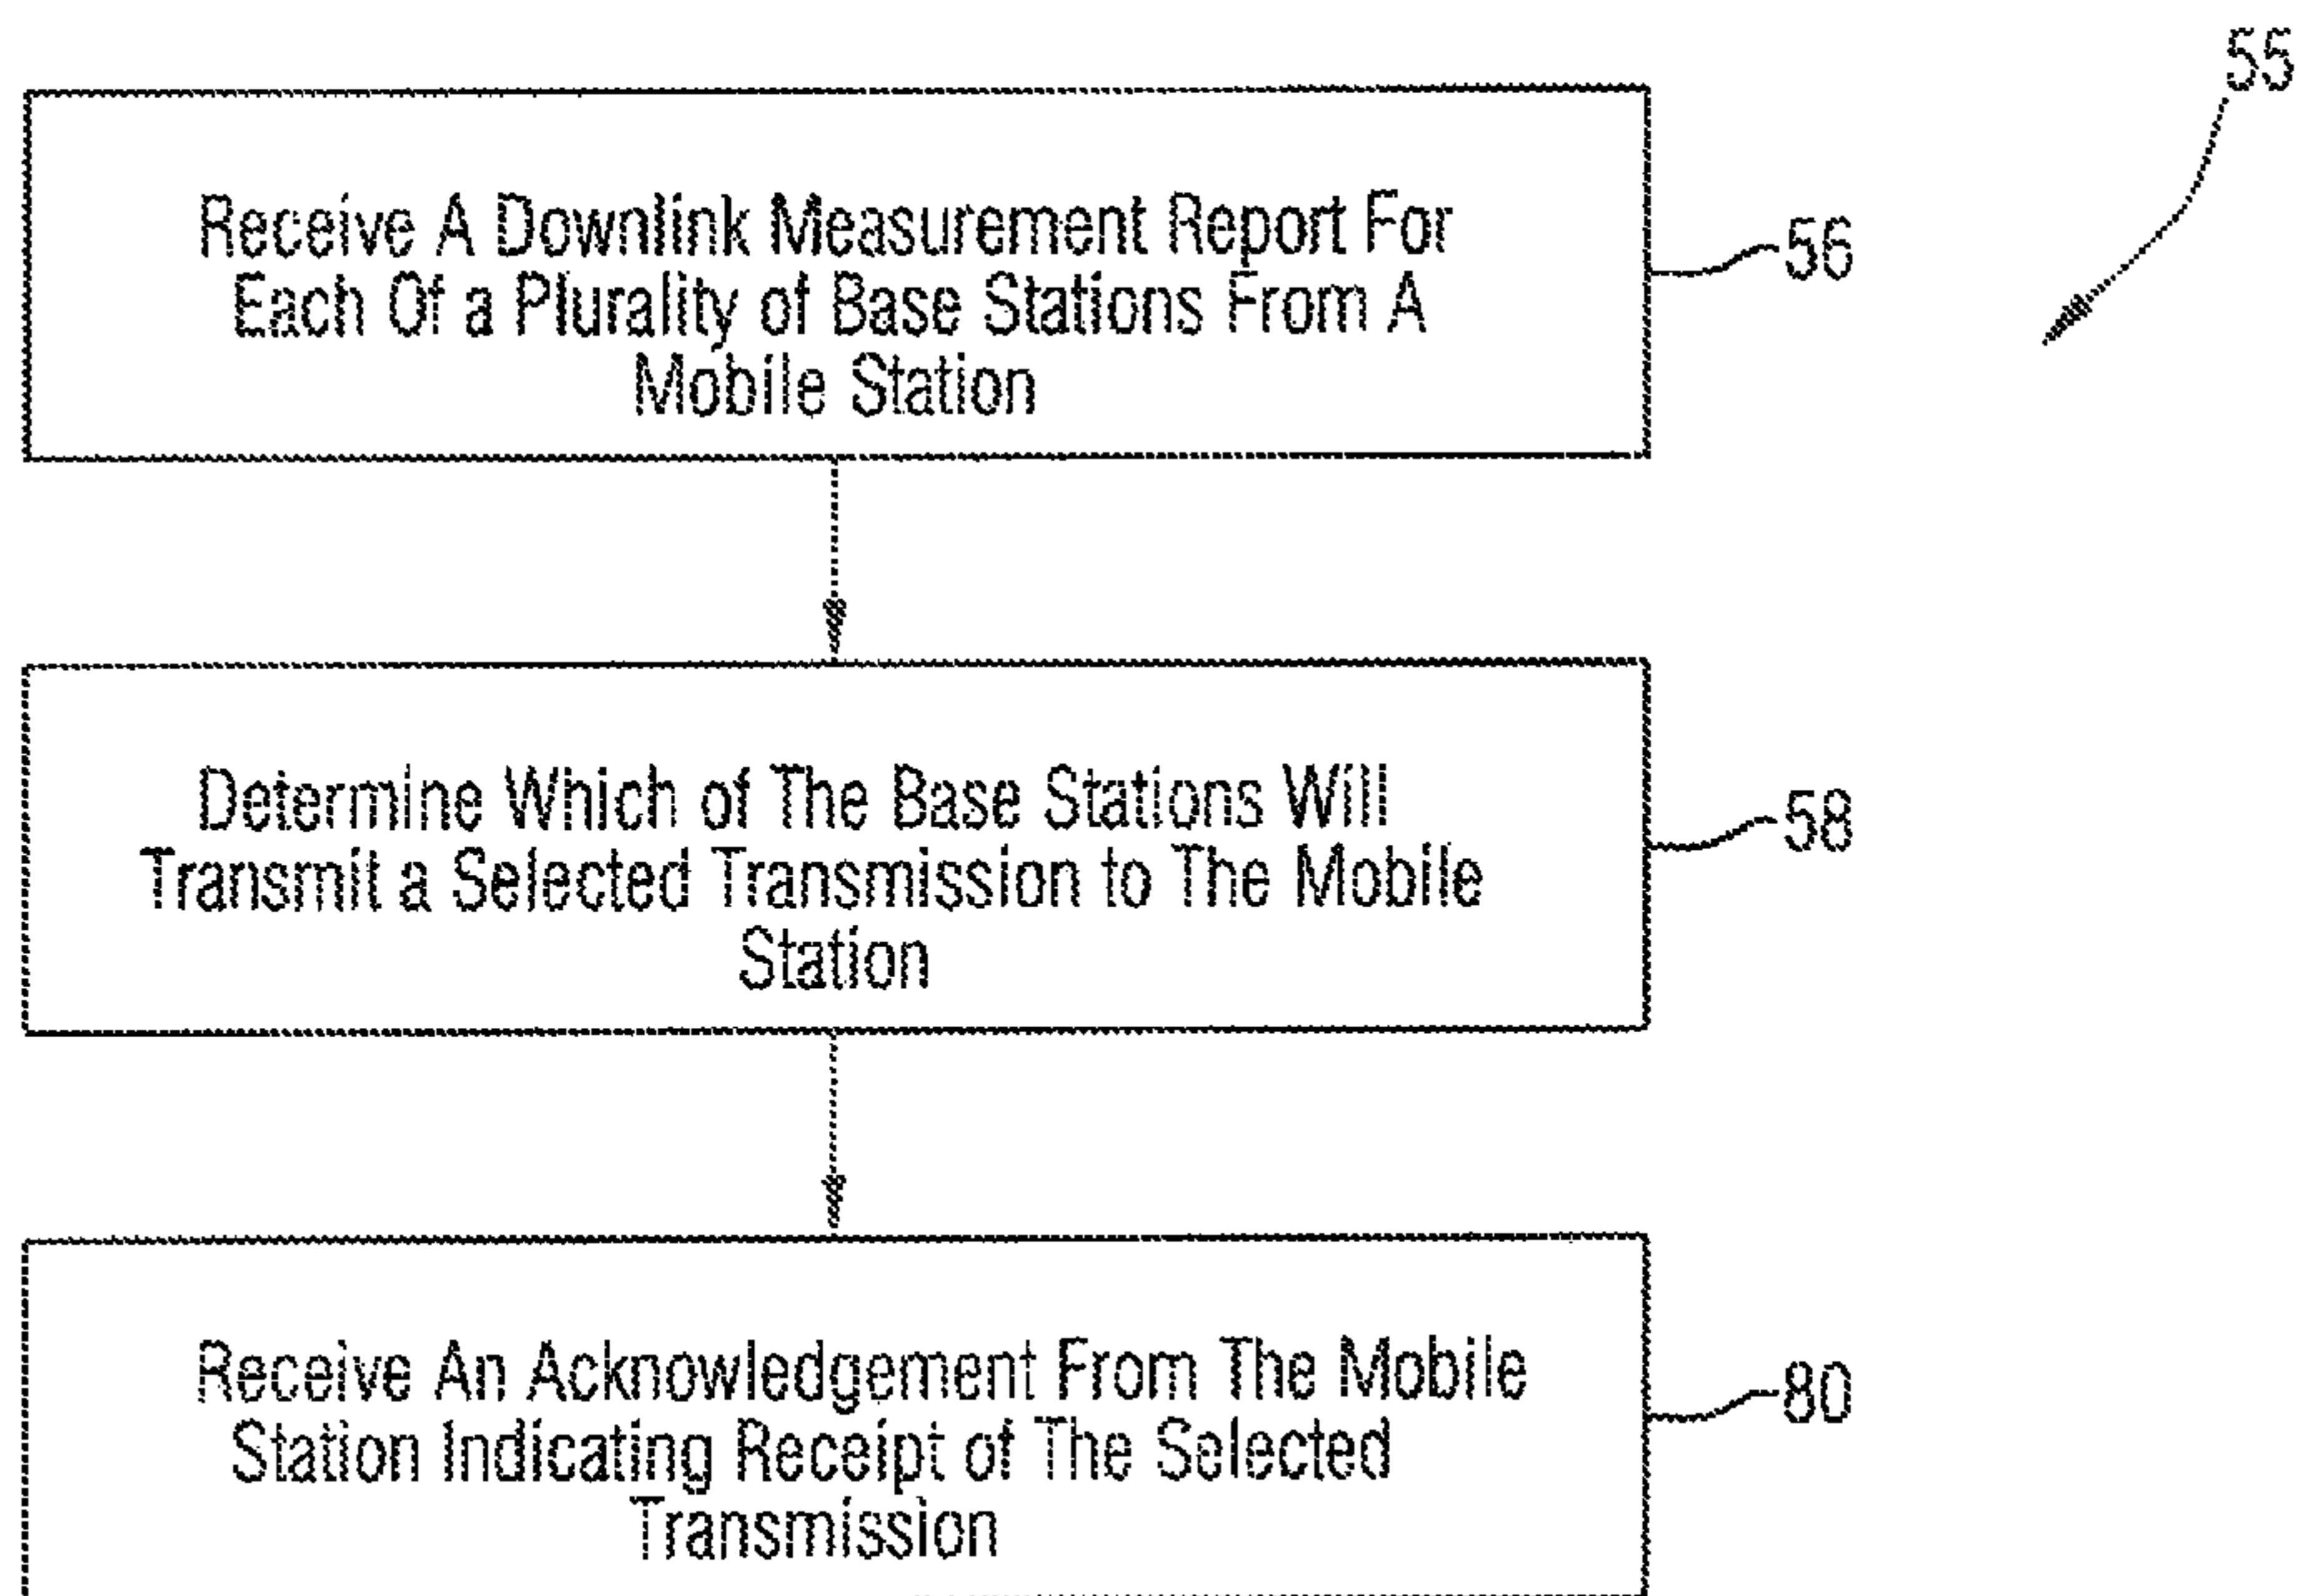 55
Receive A Downlink Measurement Report For
Each Of a Plurality of Base Stations From A
Mobile Station
56
Determine Which of The Base Stations Will
Transmit a Selected Transmission to The Mobile
Station
58
Receive An Acknowledgement From The Mobile
Station Indicating Receipt of The Selected
Transmission
80